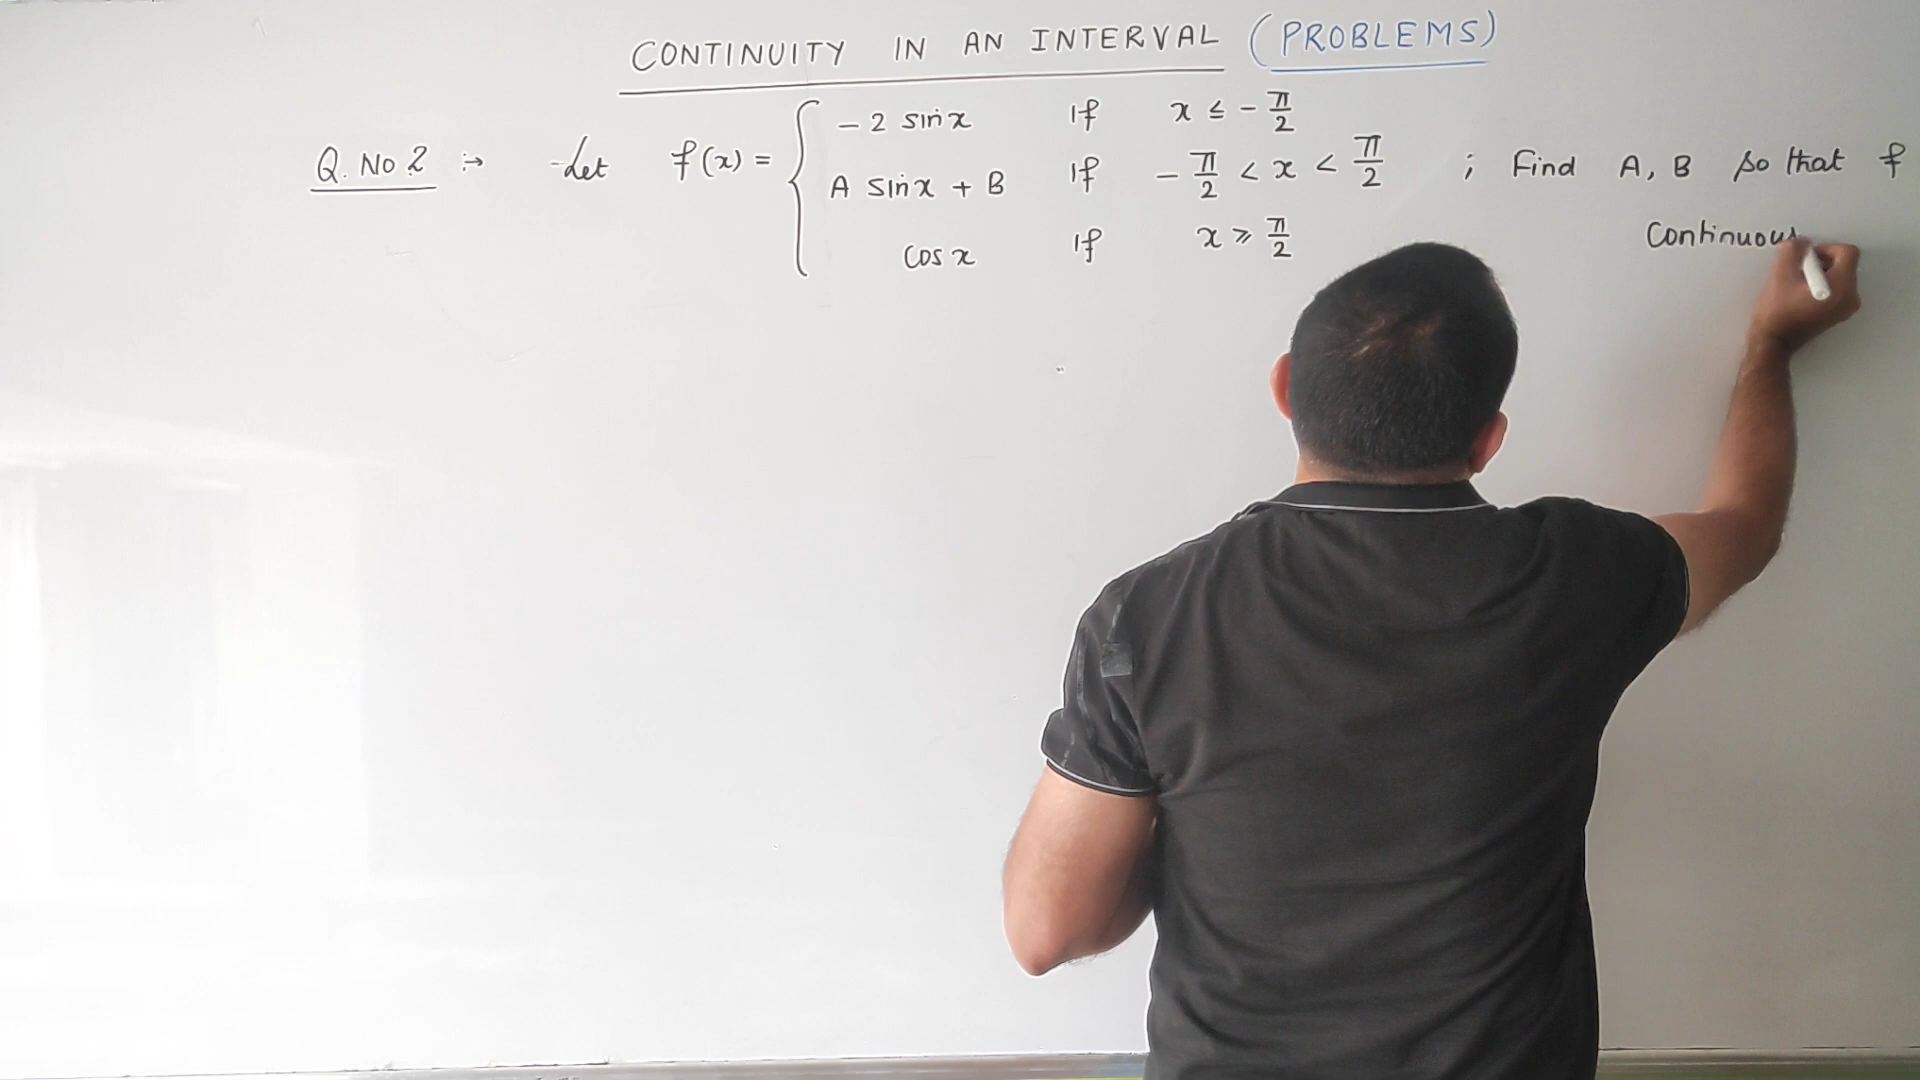 CONTINUITY IN AN INTERVAL (PROBLEMS)
Q. No 2 :→ Let f(x) = { - 2 sin x If x ≤ - π/2
A sin x + B If - π/2 < x < π/2 ; Find A, B so that f
cos x If x ≥ π/2 Continuous